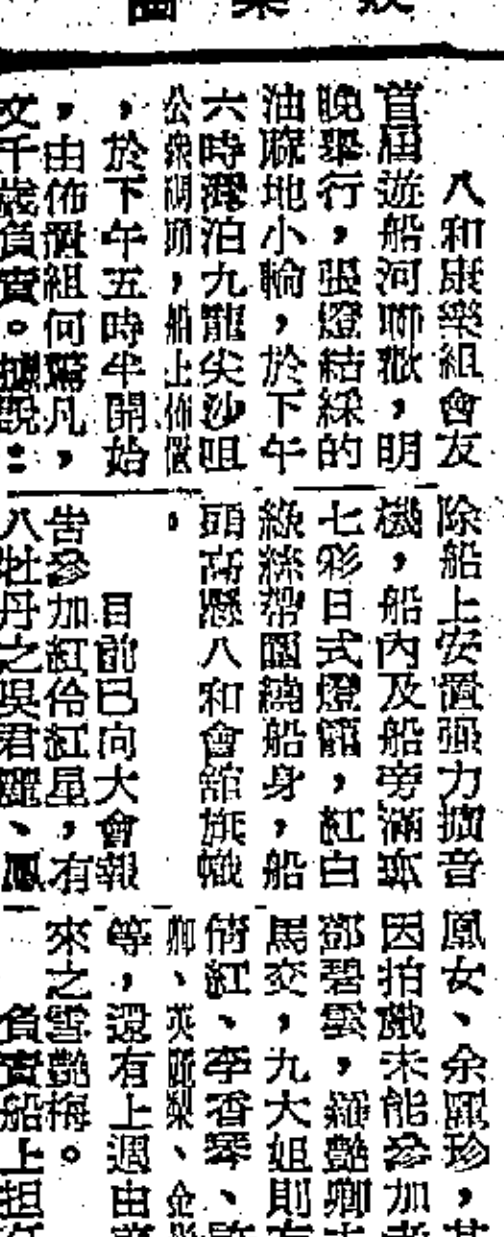 八和康樂組會友
首屆遊船河聯歡，明
晚舉行，張燈結綵的
油蔴地小輪，於下午
六時灣泊九龍尖沙咀
公衆碼頭，船上佈置
，於下午五時半開始
，由佈置組何驚凡，
文千歲負責。據說：
除船上安置强力擴音
機，船內及船旁滿
七彩日式燈籠，紅白
綠綵帶圍繞船身，船
頭高懸八和會館旗幟
。
目前已向大會報
告參加紅伶紅星，有
八牡丹之吳君麗、鳳
鳳女、余麗珍，其
因拍戲未能參加者
鄧碧雲，羅艷卿
馬交，九大姐則
倩紅、李香琴、許
卿、英麗梨、金
等，還有上週由
來之雪艷梅。
負責船上担任